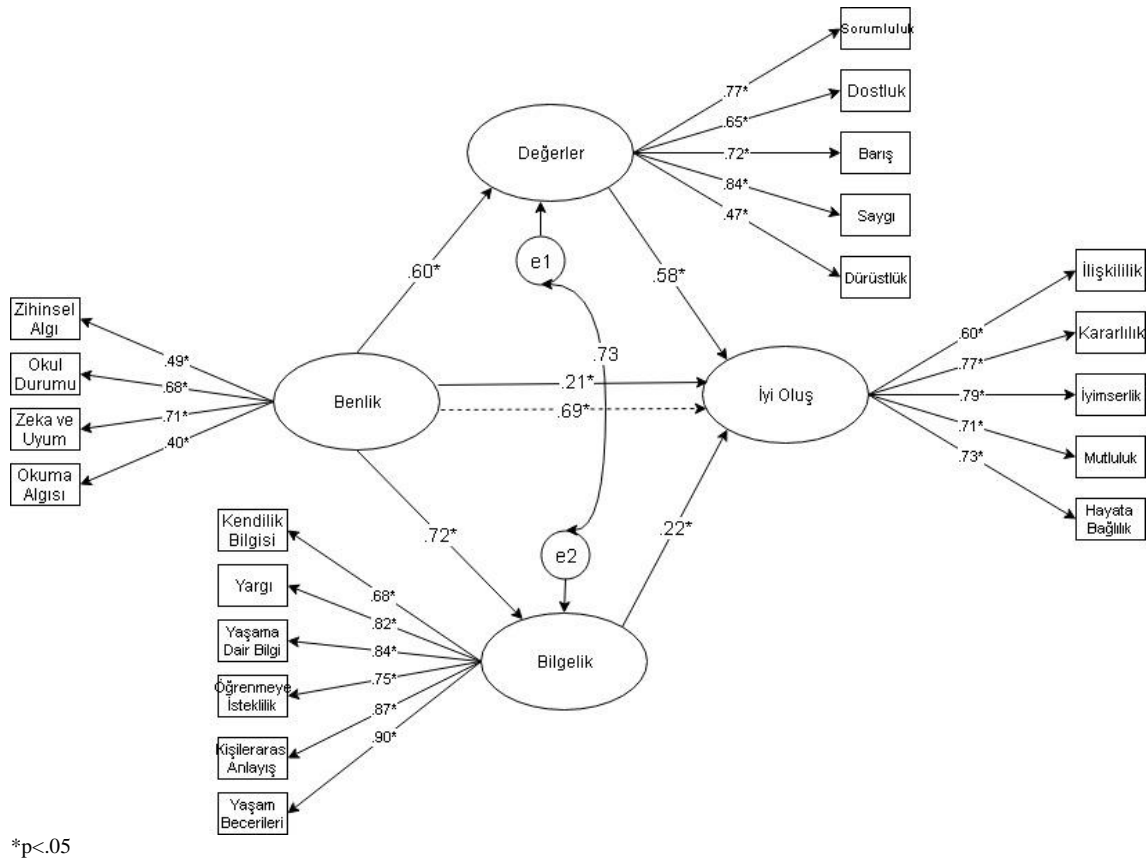 Sorumluluk
.77*
Dostluk
.65*
Değerler
.72*
Barış
.84*
Saygı
.47*
Dürüstlük
.60*
e1
.58*
İlişkililik
.60*
Zihinsel
Algı
.49*
Okul
Durumu
.68*
Zeka ve
Uyum
.71*
Okuma
Algısı
.40*
Benlik
.73
.21*
.69*
İyi Oluş
Kararlılık
.77*
İyimserlik
.79*
Mutluluk
.71*
Hayata
Bağlılık
.73*
.72*
e2
.22*
Kendilik
Bilgisi
.68*
Yargı
.82*
Yaşama
Dair Bilgi
.84*
Öğrenmeye
İsteklilik
.75*
Kişileraras
Anlayış
.87*
Yaşam
Becerileri
.90*
Bilgelik
*p<.05